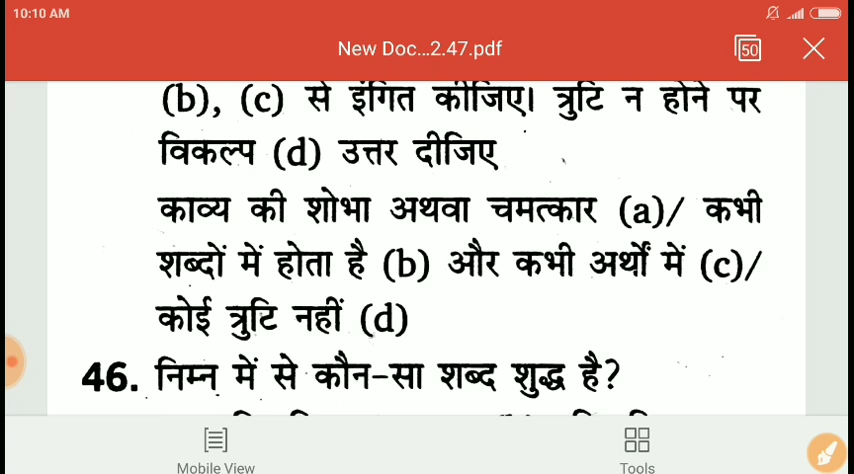 10:10 AM
New Doc...2.47.pdf
50
(b), (c) से इंगित कीजिए। त्रुटि न होने पर
विकल्प (d) उत्तर दीजिए
काव्य की शोभा अथवा चमत्कार (a)/ कभी
शब्दों में होता है (b) और कभी अर्थों में (c)/
कोई त्रुटि नहीं (d)
46. निम्न में से कौन-सा शब्द शुद्ध है?
Mobile View
Tools